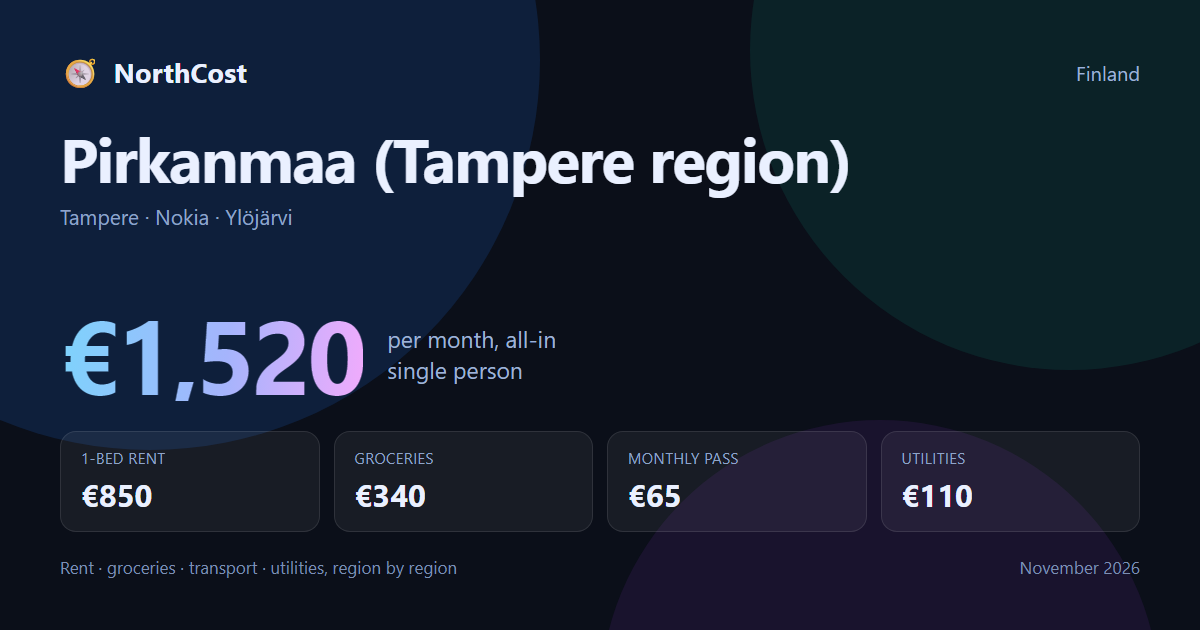 NorthCost
Finland
Pirkanmaa (Tampere region)
Tampere · Nokia · Ylöjärvi
€1,520
per month, all-in
single person
1-BED RENT
€850
GROCERIES
€340
MONTHLY PASS
€65
UTILITIES
€110
Rent · groceries · transport · utilities, region by region
November 2026